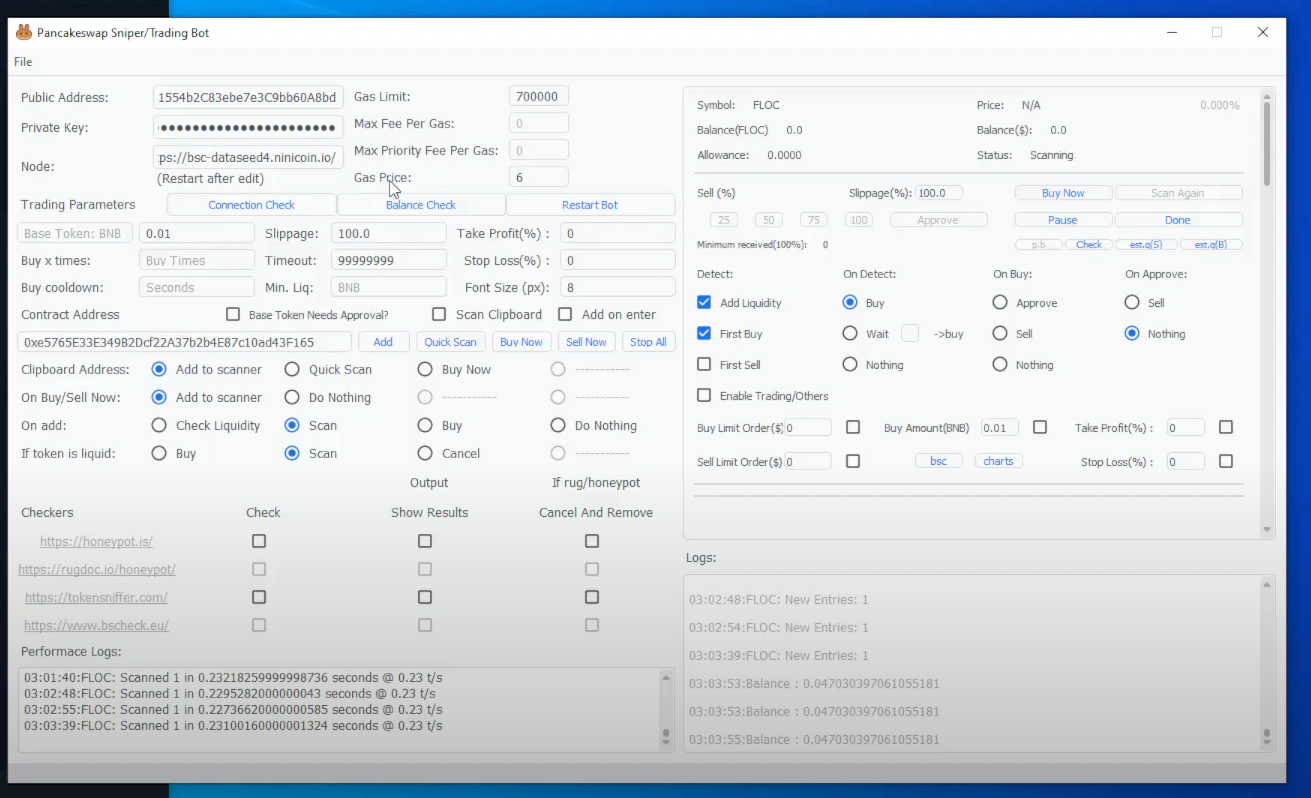 Pancakeswap Sniper/Trading Bot
File
Public Address: 1554b2C83ebe7e3C9bb60A8bd Gas Limit: 700000
Private Key: Max Fee Per Gas: 0
Node: ps://bsc-dataseed4.ninicoin.io/ Max Priority Fee Per Gas: 0
(Restart after edit) Gas Price: 6
Trading Parameters Connection Check Balance Check Restart Bot
Base Token: BNB 0.01 Slippage: 100.0 Take Profit(%) : 0
Buy x times: Buy Times Timeout: 99999999 Stop Loss(%) : 0
Buy cooldown: Seconds Min. Liq: BNB Font Size (px): 8
Contract Address Base Token Needs Approval? Scan Clipboard Add on enter
0xe5765E33E349B2Dcf22A37b2b4E87c10ad43F165 Add Quick Scan Buy Now Sell Now Stop All
Clipboard Address: Add to scanner Quick Scan Buy Now -----------
On Buy/Sell Now: Add to scanner Do Nothing ----------- -----------
On add: Check Liquidity Scan Buy Do Nothing
If token is liquid: Buy Scan Cancel -----------
Output If rug/honeypot
Checkers Check Show Results Cancel And Remove
https://honeypot.is/
https://rugdoc.io/honeypot/
https://tokensniffer.com/
https://www.bscheck.eu/
Performace Logs:
03:01:40:FLOC: Scanned 1 in 0.23218259999998736 seconds @ 0.23 t/s
03:02:48:FLOC: Scanned 1 in 0.2295282000000043 seconds @ 0.23 t/s
03:02:55:FLOC: Scanned 1 in 0.22736620000000585 seconds @ 0.23 t/s
03:03:39:FLOC: Scanned 1 in 0.23100160000001324 seconds @ 0.23 t/s
Symbol: FLOC Price: N/A 0.000%
Balance(FLOC) 0.0 Balance($): 0.0
Allowance: 0.0000 Status: Scanning
Sell (%) Slippage(%): 100.0 Buy Now Scan Again
25 50 75 100 Approve Pause Done
Minimum received(100%): 0 p.b Check est.q(S) est.q(B)
Detect: On Detect: On Buy: On Approve:
Add Liquidity Buy Approve Sell
First Buy Wait ->buy Sell Nothing
First Sell Nothing Nothing
Enable Trading/Others
Buy Limit Order($) 0 Buy Amount(BNB) 0.01 Take Profit(%) : 0
Sell Limit Order($) 0 bsc charts Stop Loss(%) : 0
Logs:
03:02:48:FLOC: New Entries: 1
03:02:54:FLOC: New Entries: 1
03:03:39:FLOC: New Entries: 1
03:03:53:Balance : 0.047030397061055181
03:03:53:Balance : 0.047030397061055181
03:03:55:Balance : 0.047030397061055181